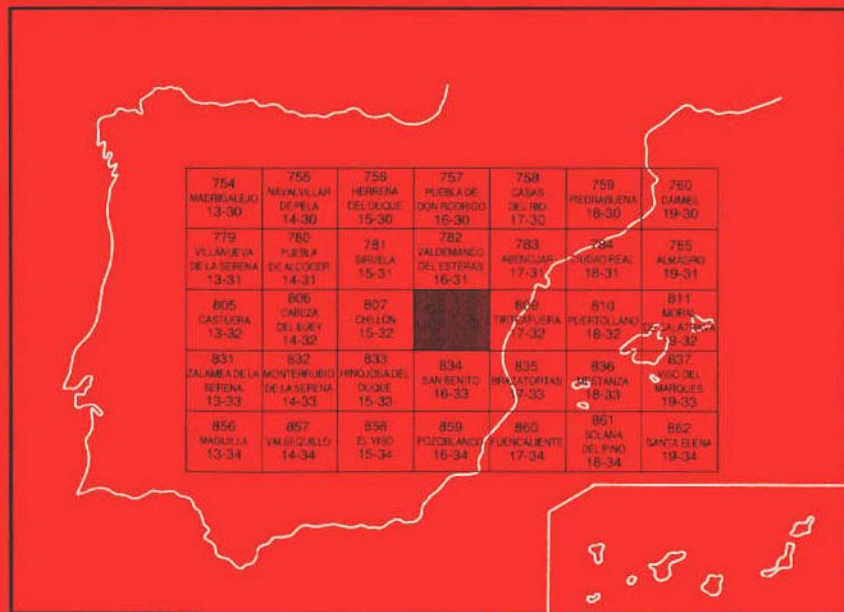 754
MADRIGALEJO
13-30
755
NAVALVILLAR
DE PELA
14-30
756
HERRERA
DEL DUQUE
15-30
757
PUEBLA DE
DON RODRIGO
16-30
758
CASAS
DEL RIO
17-30
759
PIEDRABUENA
18-30
760
DAIMIEL
19-30
779
VILLANUEVA
DE LA SERENA
13-31
780
PUEBLA
DE ALCOCER
14-31
781
SIRUELA
15-31
782
VALDEMANCO
DEL ESTERAS
16-31
783
ABENOJAR
17-31
784
CIUDAD REAL
18-31
785
ALMAGRO
19-31
805
CASTUERA
13-32
806
CABEZA
DEL BUEY
14-32
807
CHILLON
15-32
809
TIRTEAFUERA
17-32
810
PUERTOLLANO
18-32
811
MORAL
DE CALATRAVA
19-32
831
ZALAMEA DE LA
SERENA
13-33
832
MONTERRUBIO
DE LA SERENA
14-33
833
HINOJOSA DEL
DUQUE
15-33
834
SAN BENITO
16-33
835
BRAZATORTAS
17-33
836
MESTANZA
18-33
837
VISO DEL
MARQUES
19-33
856
MAGUILLA
13-34
857
VALSEQUILLO
14-34
858
EL VISO
15-34
859
POZOBLANCO
16-34
860
FUENCALIENTE
17-34
861
SOLANA
DEL PINO
18-34
862
SANTA ELENA
19-34